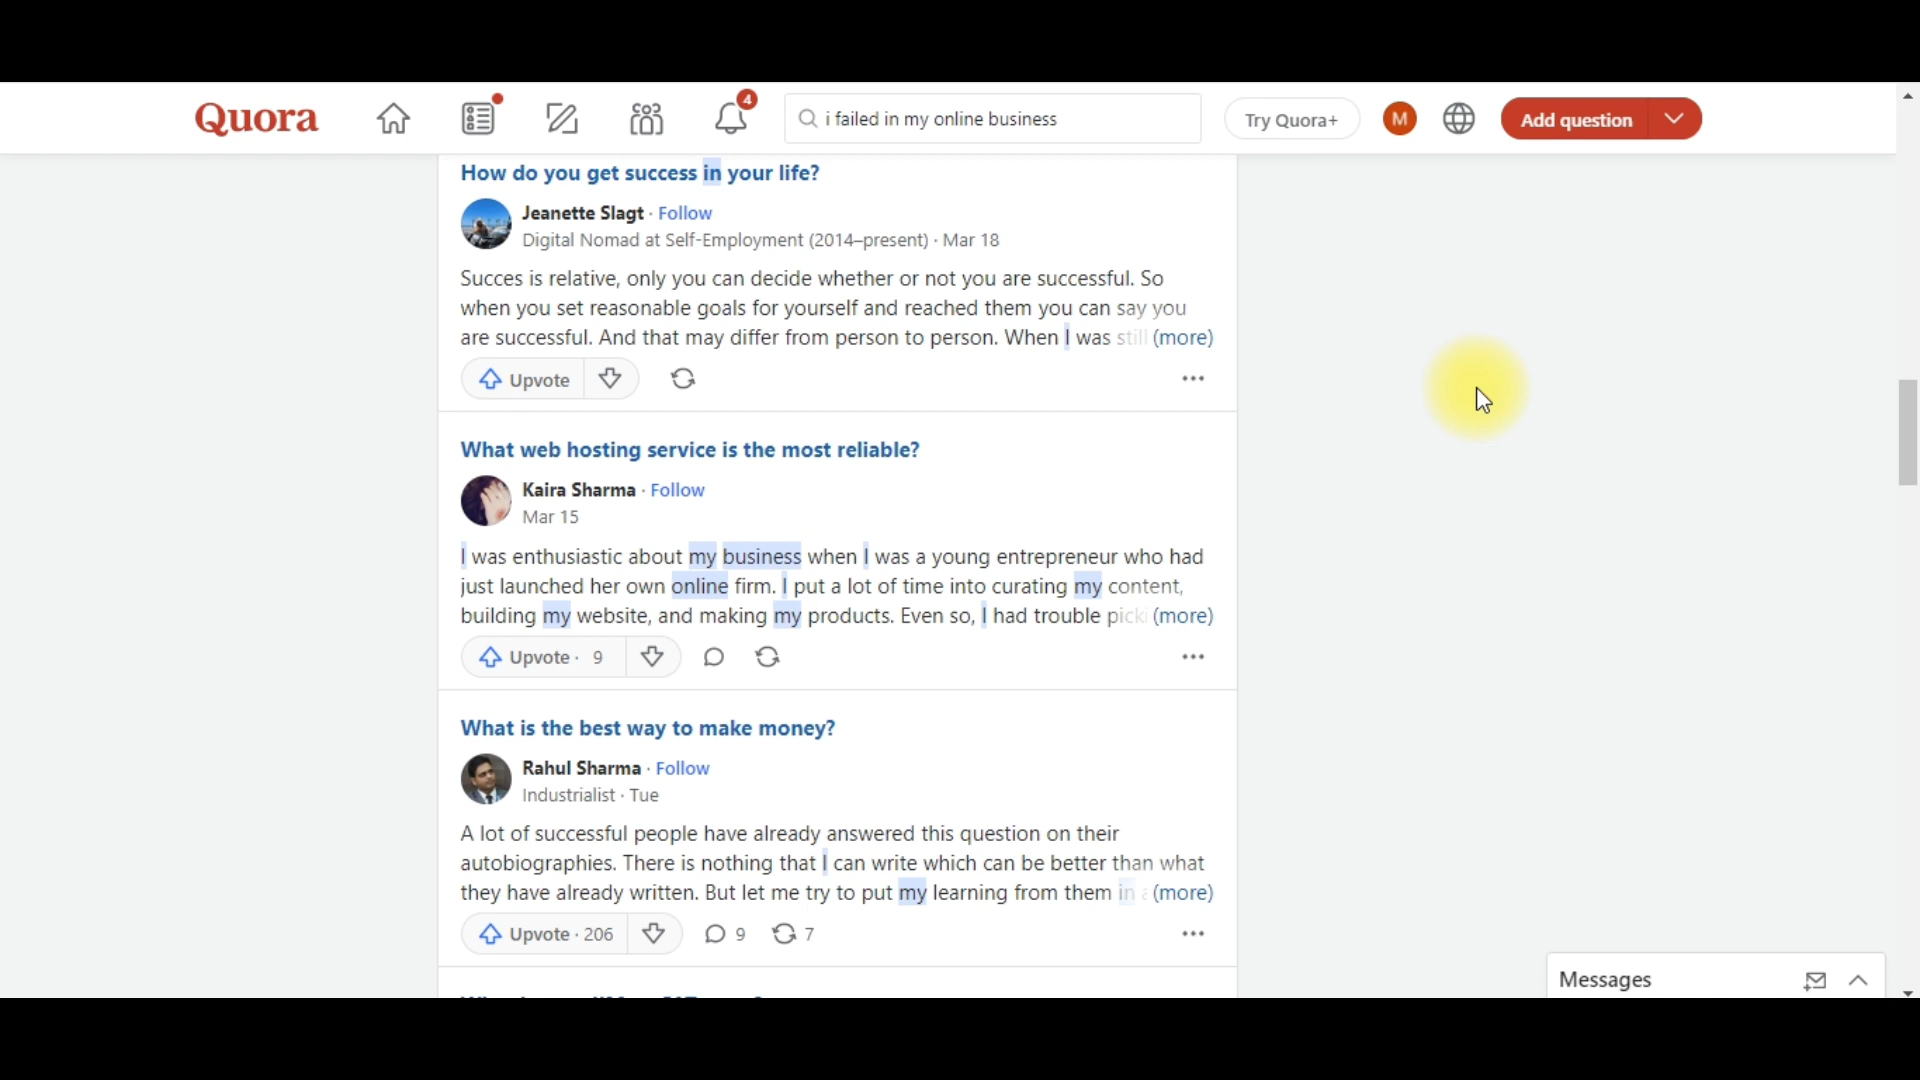 Quora
4
i failed in my online business
Try Quora+
M
Add question
How do you get success in your life?
Jeanette Slagt · Follow
Digital Nomad at Self-Employment (2014–present) · Mar 18
Succes is relative, only you can decide whether or not you are successful. So
when you set reasonable goals for yourself and reached them you can say you
are successful. And that may differ from person to person. When I was still (more)
Upvote
What web hosting service is the most reliable?
Kaira Sharma · Follow
Mar 15
I was enthusiastic about my business when I was a young entrepreneur who had
just launched her own online firm. I put a lot of time into curating my content,
building my website, and making my products. Even so, I had trouble (more)
Upvote · 9
What is the best way to make money?
Rahul Sharma · Follow
Industrialist · Tue
A lot of successful people have already answered this question on their
autobiographies. There is nothing that I can write which can be better than what
they have already written. But let me try to put my learning from them in (more)
Upvote · 206
9
7
Messages